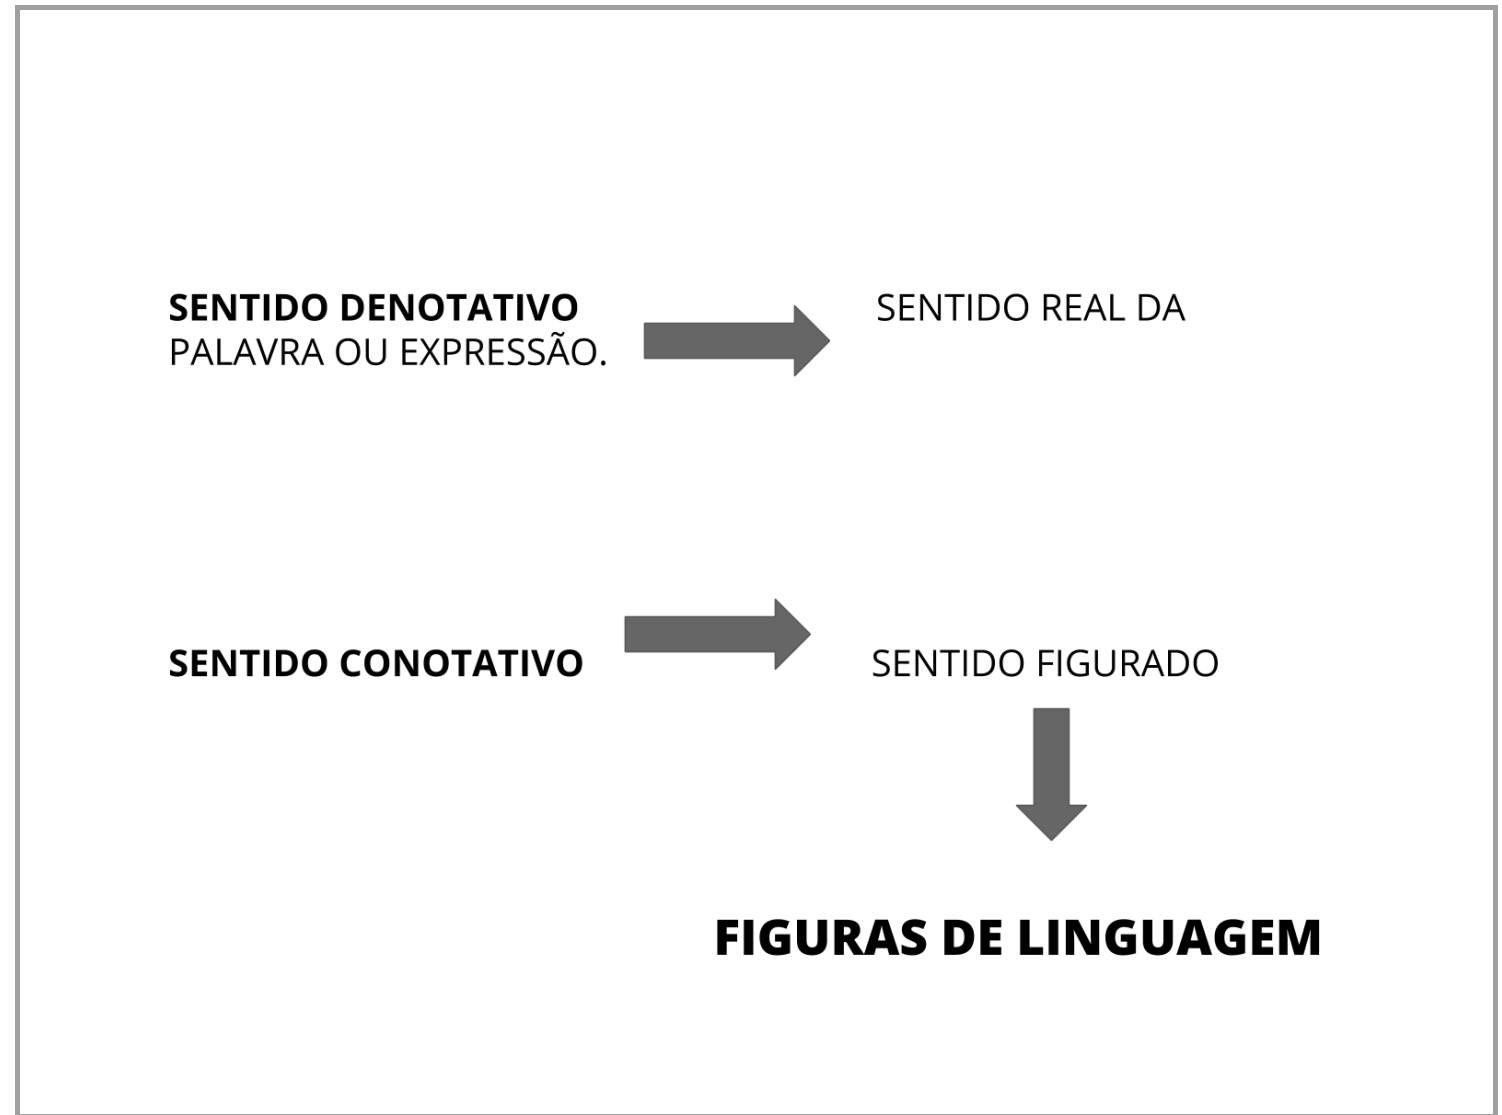 SENTIDO DENOTATIVO SENTIDO REAL DA
PALAVRA OU EXPRESSÃO.
SENTIDO CONOTATIVO SENTIDO FIGURADO
FIGURAS DE LINGUAGEM